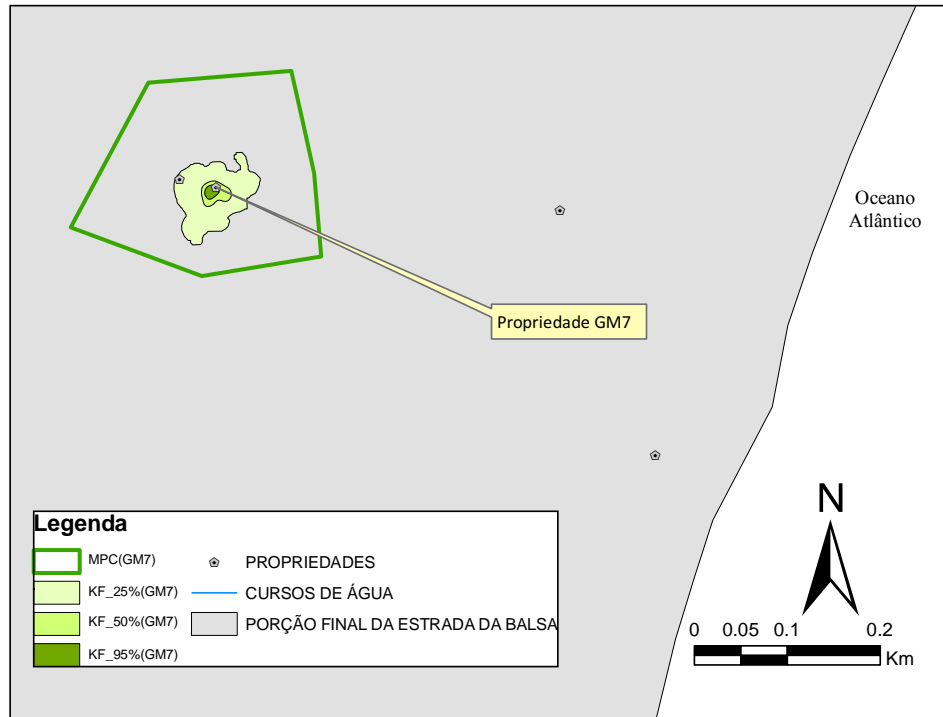 Oceano
Atlântico
Propriedade GM7
Legenda
MPC(GM7)
KF_25%(GM7)
KF_50%(GM7)
KF_95%(GM7)
PROPRIEDADES
CURSOS DE ÁGUA
PORÇÃO FINAL DA ESTRADA DA BALSA
N
0 0.05 0.1 0.2
Km